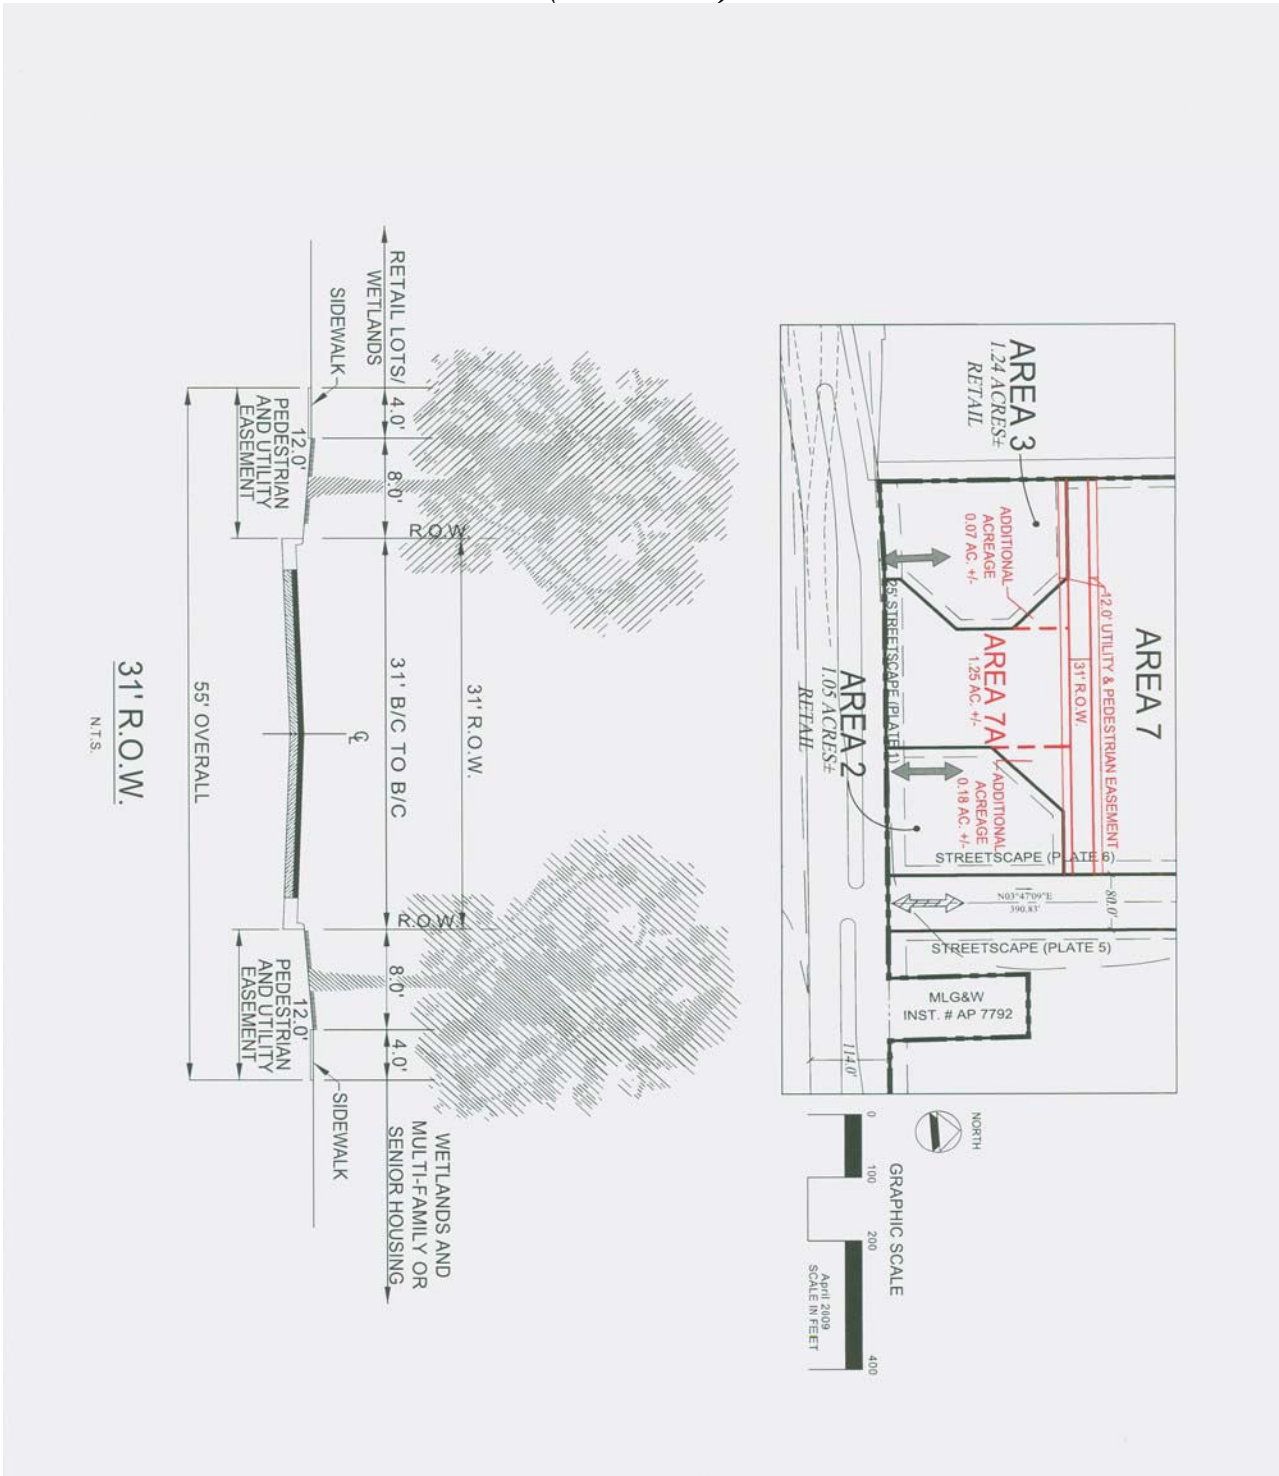 AREA 7
12.0' UTILITY & PEDESTRIAN EASEMENT
31' R.O.W.
AREA 3
1.24 ACRES±
RETAIL
ADDITIONAL
ACREAGE
0.07 AC. +/-
AREA 7A
1.25 AC. +/-
ADDITIONAL
ACREAGE
0.18 AC. +/-
25' STREETSCAPE (PLATE 1)
AREA 2
1.05 ACRES±
RETAIL
STREETSCAPE (PLATE 6)
N03°47'09"E
390.83'
80.0'
STREETSCAPE (PLATE 5)
MLG&W
INST. # AP 7792
114.0'
NORTH
GRAPHIC SCALE
0
100
200
400
April 2009
SCALE IN FEET
31' R.O.W.
RETAIL LOTS/
WETLANDS
4.0'
8.0'
R.O.W.
31' B/C TO B/C
R.O.W.
8.0'
4.0'
WETLANDS AND
MULTI-FAMILY OR
SENIOR HOUSING
SIDEWALK
℄
SIDEWALK
12.0'
PEDESTRIAN
AND UTILITY
EASEMENT
12.0'
PEDESTRIAN
AND UTILITY
EASEMENT
55' OVERALL
31' R.O.W.
N.T.S.